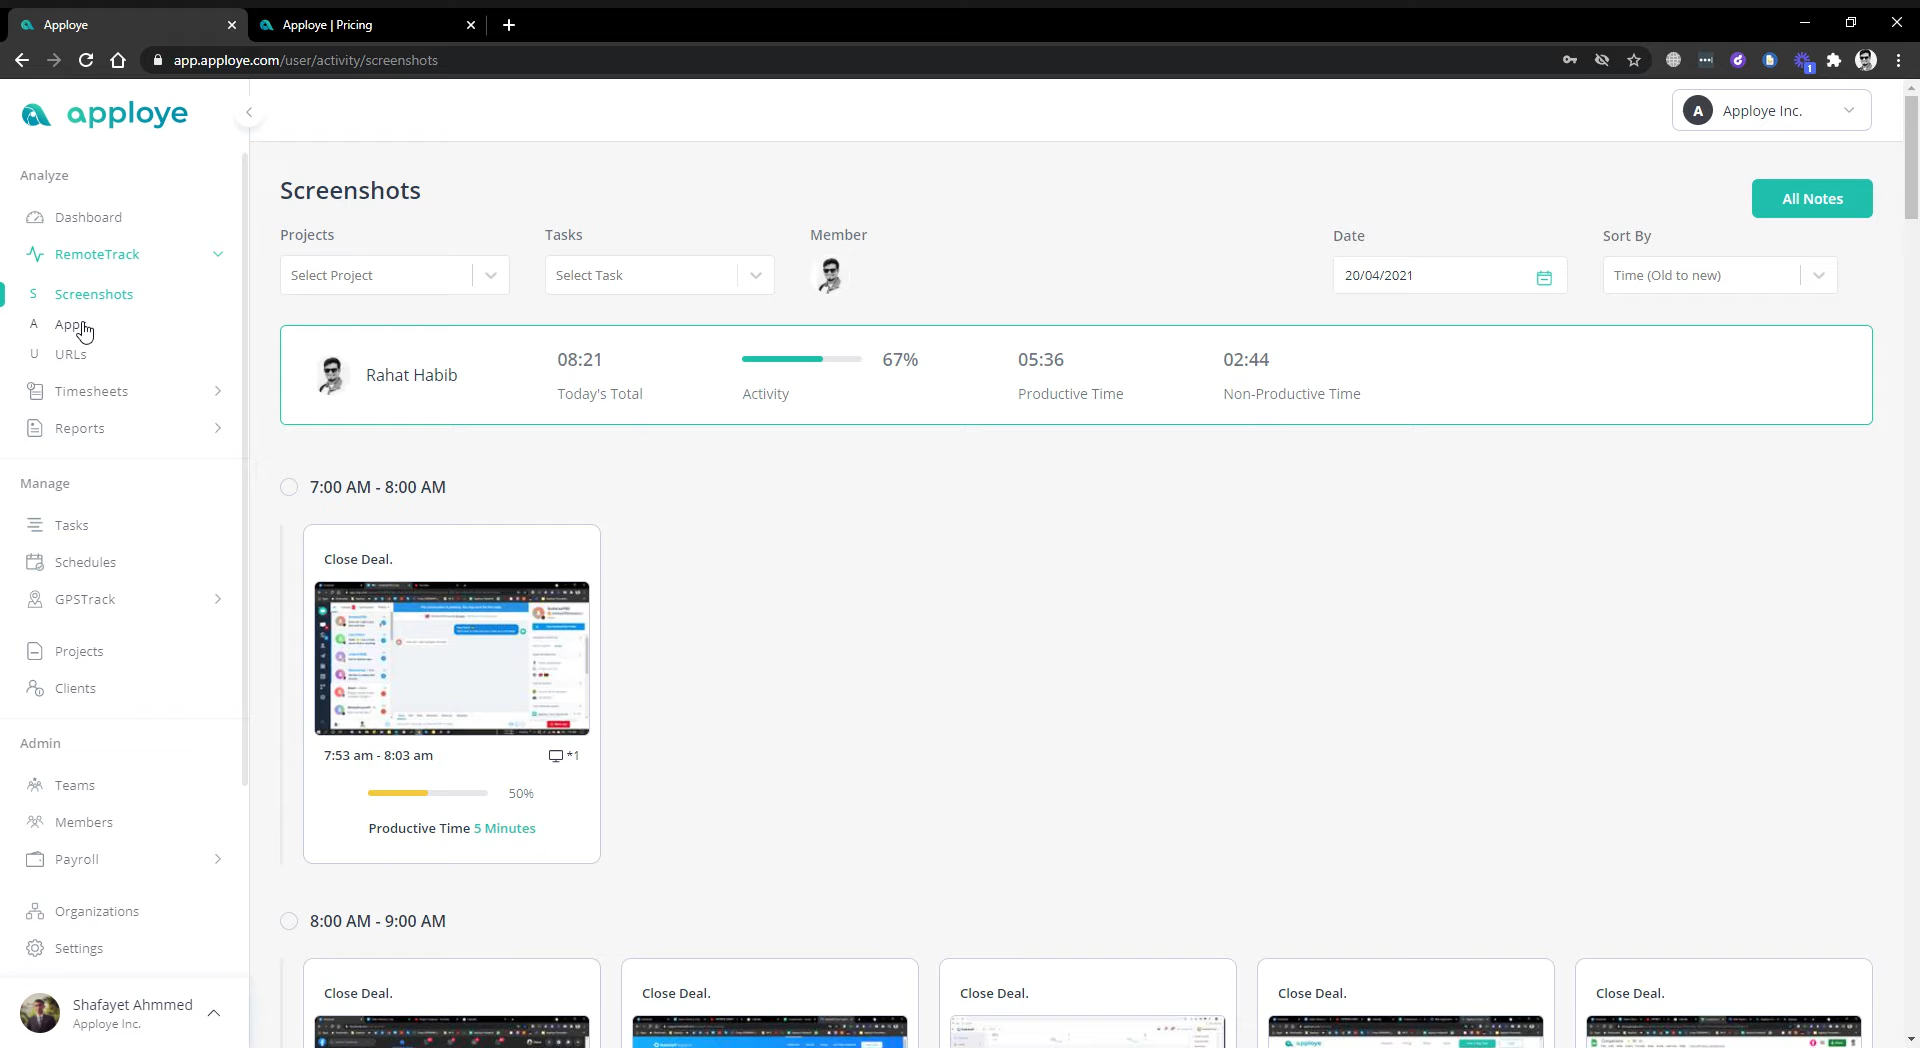 Apploye
Apploye | Pricing
app.apploye.com/user/activity/screenshots
1
apploye
A
Apploye Inc.
Analyze
Dashboard
RemoteTrack
S
Screenshots
A
Apps
U
URLs
Timesheets
Reports
Manage
Tasks
Schedules
GPSTrack
Projects
Clients
Admin
Teams
Members
Payroll
Organizations
Settings
Shafayet Ahmmed
Apploye Inc.
Screenshots
All Notes
Projects
Tasks
Member
Date
Sort By
Select Project
Select Task
20/04/2021
Time (Old to new)
Rahat Habib
08:21
Today's Total
67%
Activity
05:36
Productive Time
02:44
Non-Productive Time
7:00 AM - 8:00 AM
Close Deal.
7:53 am - 8:03 am
*1
50%
Productive Time 5 Minutes
8:00 AM - 9:00 AM
Close Deal.
Close Deal.
Close Deal.
Close Deal.
Close Deal.